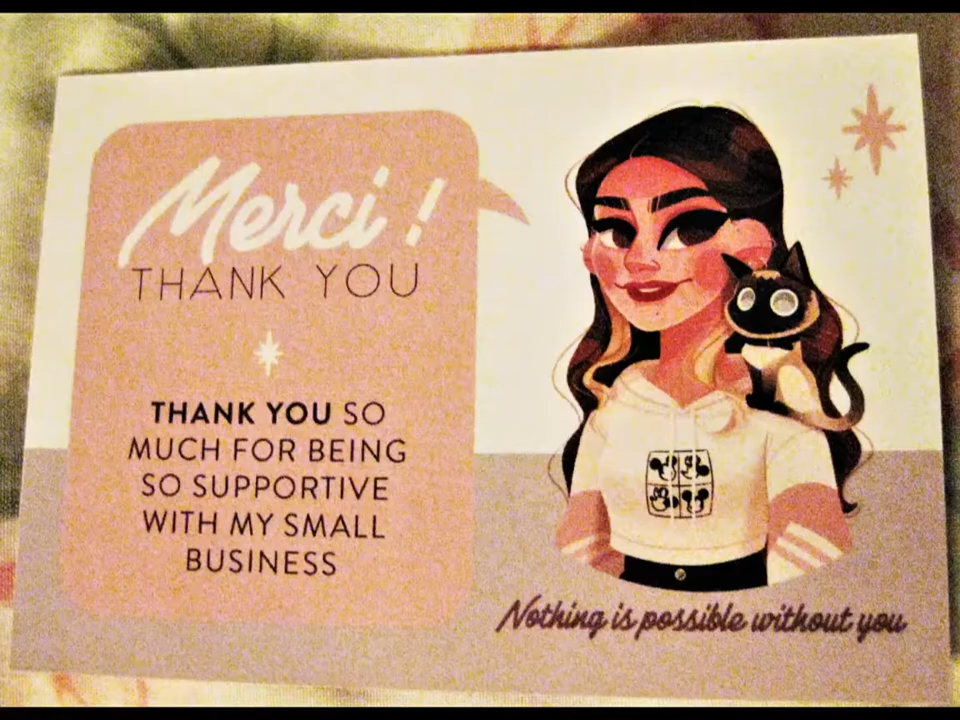 Merci !
THANK YOU
THANK YOU SO
MUCH FOR BEING
SO SUPPORTIVE
WITH MY SMALL
BUSINESS
Nothing is possible without you